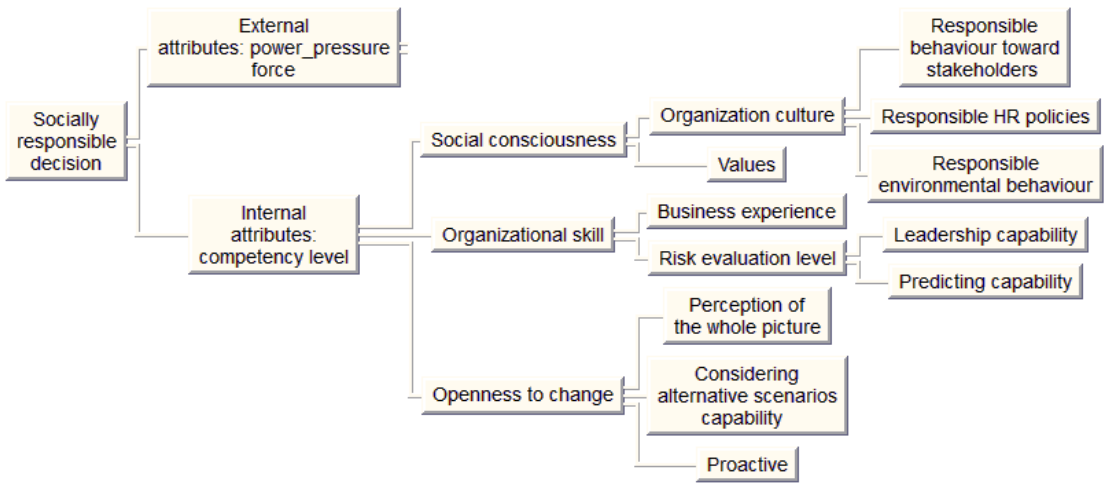 Socially
responsible
decision
External
attributes: power_pressure
force
Internal
attributes:
competency level
Social consciousness
Organization culture
Responsible
behaviour toward
stakeholders
Responsible HR policies
Responsible
environmental behaviour
Values
Organizational skill
Business experience
Risk evaluation level
Leadership capability
Predicting capability
Openness to change
Perception of
the whole picture
Considering
alternative scenarios
capability
Proactive